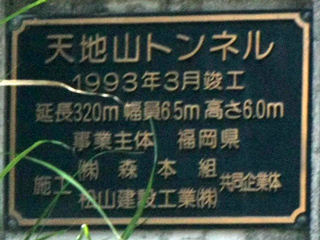 天地山トンネル
1993年3月竣工
延長320m 幅員6.5m 高さ6.0m
事業主体 福岡県
施工 ㈱森本組 共同企業体
松山建設工業㈱